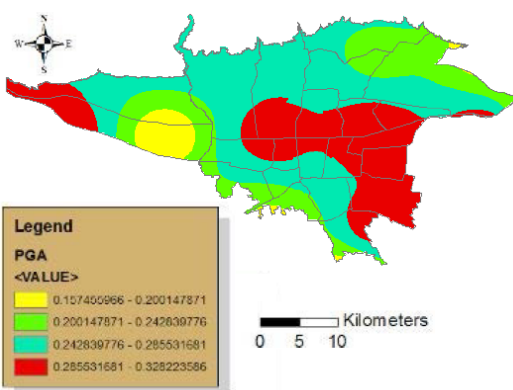 N
W E
S
Legend
PGA
<VALUE>
0.157455966 - 0.200147871
0.200147871 - 0.242839776
0.242839776 - 0.285531681
0.285531681 - 0.328223586
Kilometers
0 5 10